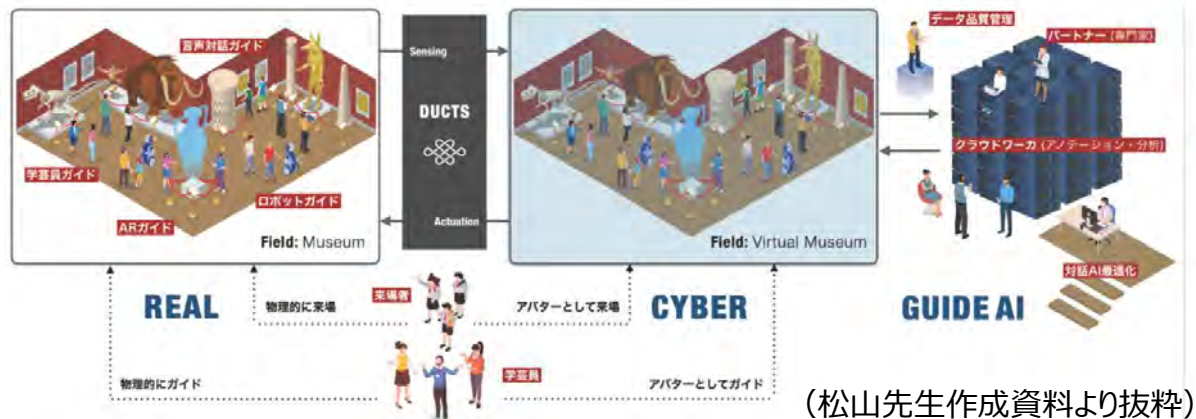 音声対話ガイド
学芸員ガイド
ARガイド
ロボットガイド
Field: Museum
Sensing
DUCTS
Actuation
Field: Virtual Museum
データ品質管理
パートナー (専門家)
クラウドワーカ (アノテーション・分析)
対話AI最適化
REAL
物理的に来場
来場者
アバターとして来場
CYBER
GUIDE AI
物理的にガイド
学芸員
アバターとしてガイド
（松山先生作成資料より抜粋）